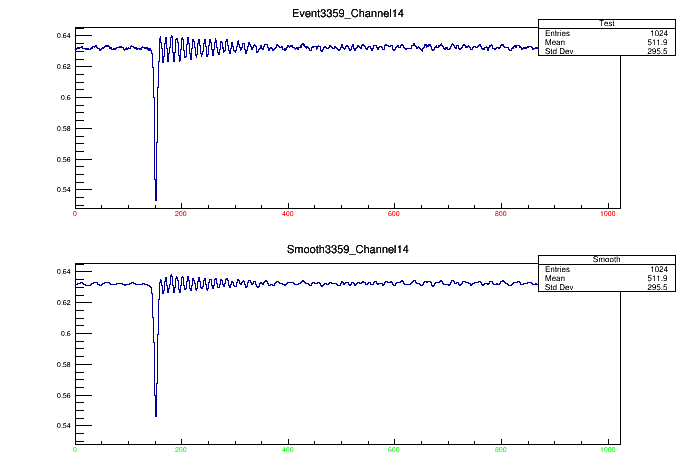 Event3359_Channel14
Test
Entries 1024
Mean 511.9
Std Dev 295.5
0.64
0.62
0.6
0.58
0.56
0.54
0 200 400 600 800 1000
Smooth3359_Channel14
Smooth
Entries 1024
Mean 511.9
Std Dev 295.5
0.64
0.62
0.6
0.58
0.56
0.54
0 200 400 600 800 1000